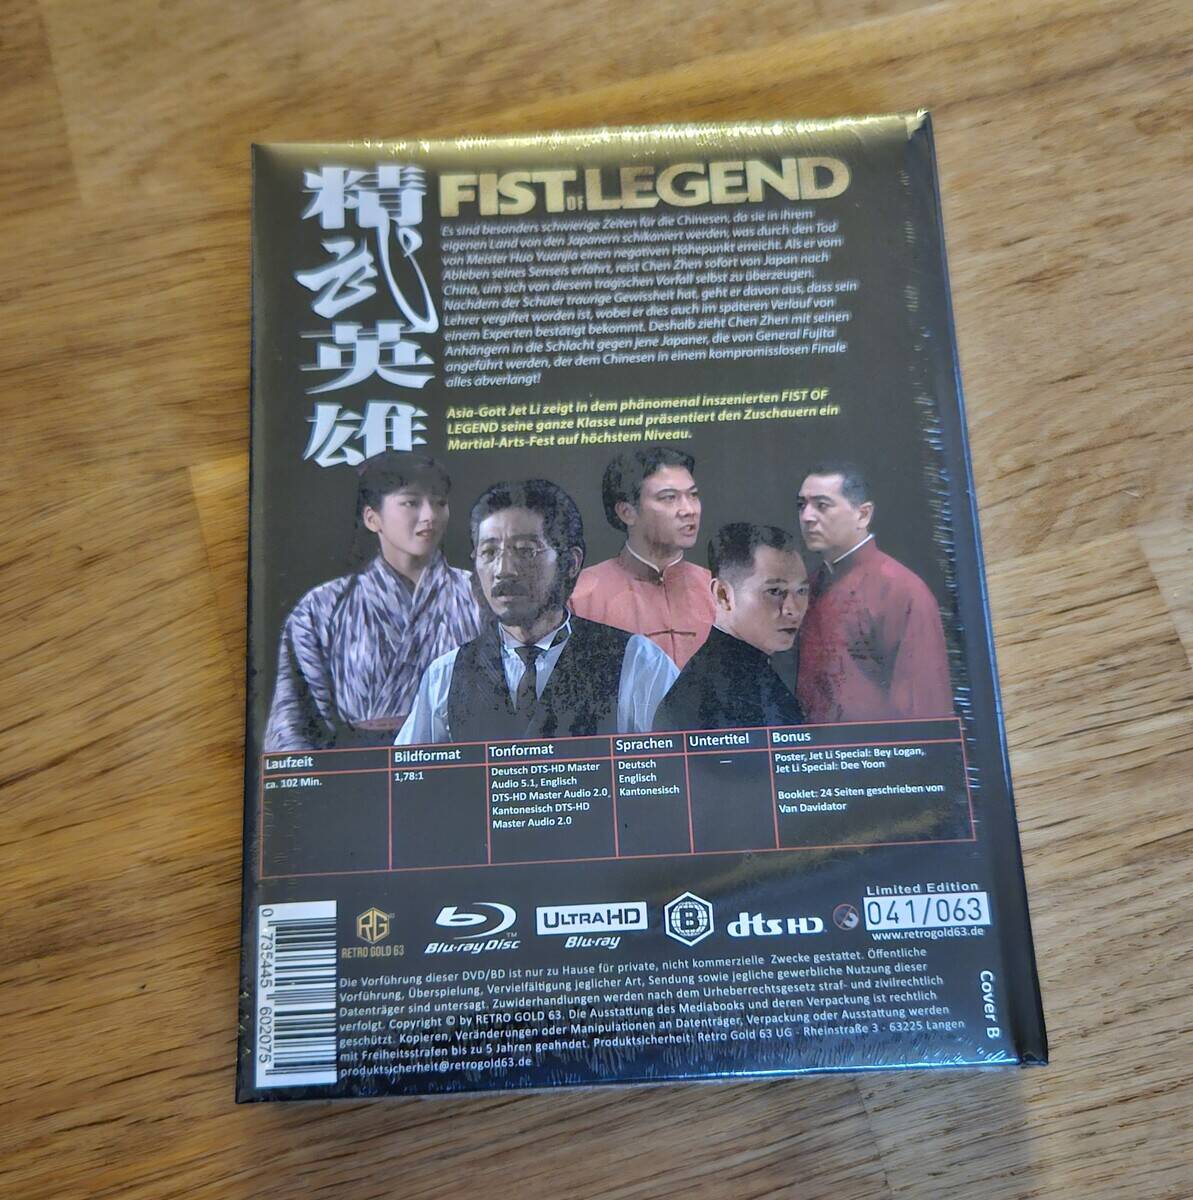 精武英雄
FIST OF LEGEND
Es sind besonders schwierige Zeiten für die Chinesen, da sie in ihrem
eigenen Land von den Japanern schikaniert werden, was durch den Tod
von Meister Huo Yuanjia einen negativen Höhepunkt erreicht. Als er vom
Ableben seines Senseis erfährt, reist Chen Zhen sofort von Japan nach
China, um sich von diesem tragischen Vorfall selbst zu überzeugen.
Nachdem der Schüler traurige Gewissheit hat, geht er davon aus, dass sein
Lehrer vergiftet worden ist, wobei er dies auch im späteren Verlauf von
einem Experten bestätigt bekommt. Deshalb zieht Chen Zhen mit seinen
Anhängern in die Schlacht gegen jene Japaner, die von General Fujita
angeführt werden, der dem Chinesen in einem kompromisslosen Finale
alles abverlangt!
Asia-Gott Jet Li zeigt in dem phänomenal inszenierten FIST OF
LEGEND seine ganze Klasse und präsentiert den Zuschauern ein
Martial-Arts-Fest auf höchstem Niveau.
Laufzeit
ca. 102 Min.
Bildformat
1,78:1
Tonformat
Deutsch DTS-HD Master
Audio 5.1, Englisch
DTS-HD Master Audio 2.0,
Kantonesisch DTS-HD
Master Audio 2.0
Sprachen
Deutsch
Englisch
Kantonesisch
Untertitel
—
Bonus
Poster, Jet Li Special: Bey Logan,
Jet Li Special: Dee Yoon
Booklet: 24 Seiten geschrieben von
Van Davidator
0 735445 602075
RG
RETRO GOLD 63
Blu-ray Disc™
ULTRA HD
Blu-ray
B
dts HD
Limited Edition
041/063
www.retrogold63.de
Die Vorführung dieser DVD/BD ist nur zu Hause für private, nicht kommerzielle Zwecke gestattet. Öffentliche
Vorführung, Überspielung, Vervielfältigung jeglicher Art, Sendung sowie jegliche gewerbliche Nutzung dieser
Datenträger sind untersagt. Zuwiderhandlungen werden nach dem Urheberrechtsgesetz straf- und zivilrechtlich
verfolgt. Copyright © by RETRO GOLD 63. Die Ausstattung des Mediabooks und deren Verpackung ist rechtlich
geschützt. Kopieren, Veränderungen oder Manipulationen an Datenträger, Verpackung oder Ausstattung werden
mit Freiheitsstrafen bis zu 5 Jahren geahndet. Produktsicherheit: Retro Gold 63 UG - Rheinstraße 3 - 63225 Langen
produktsicherheit@retrogold63.de
Cover B